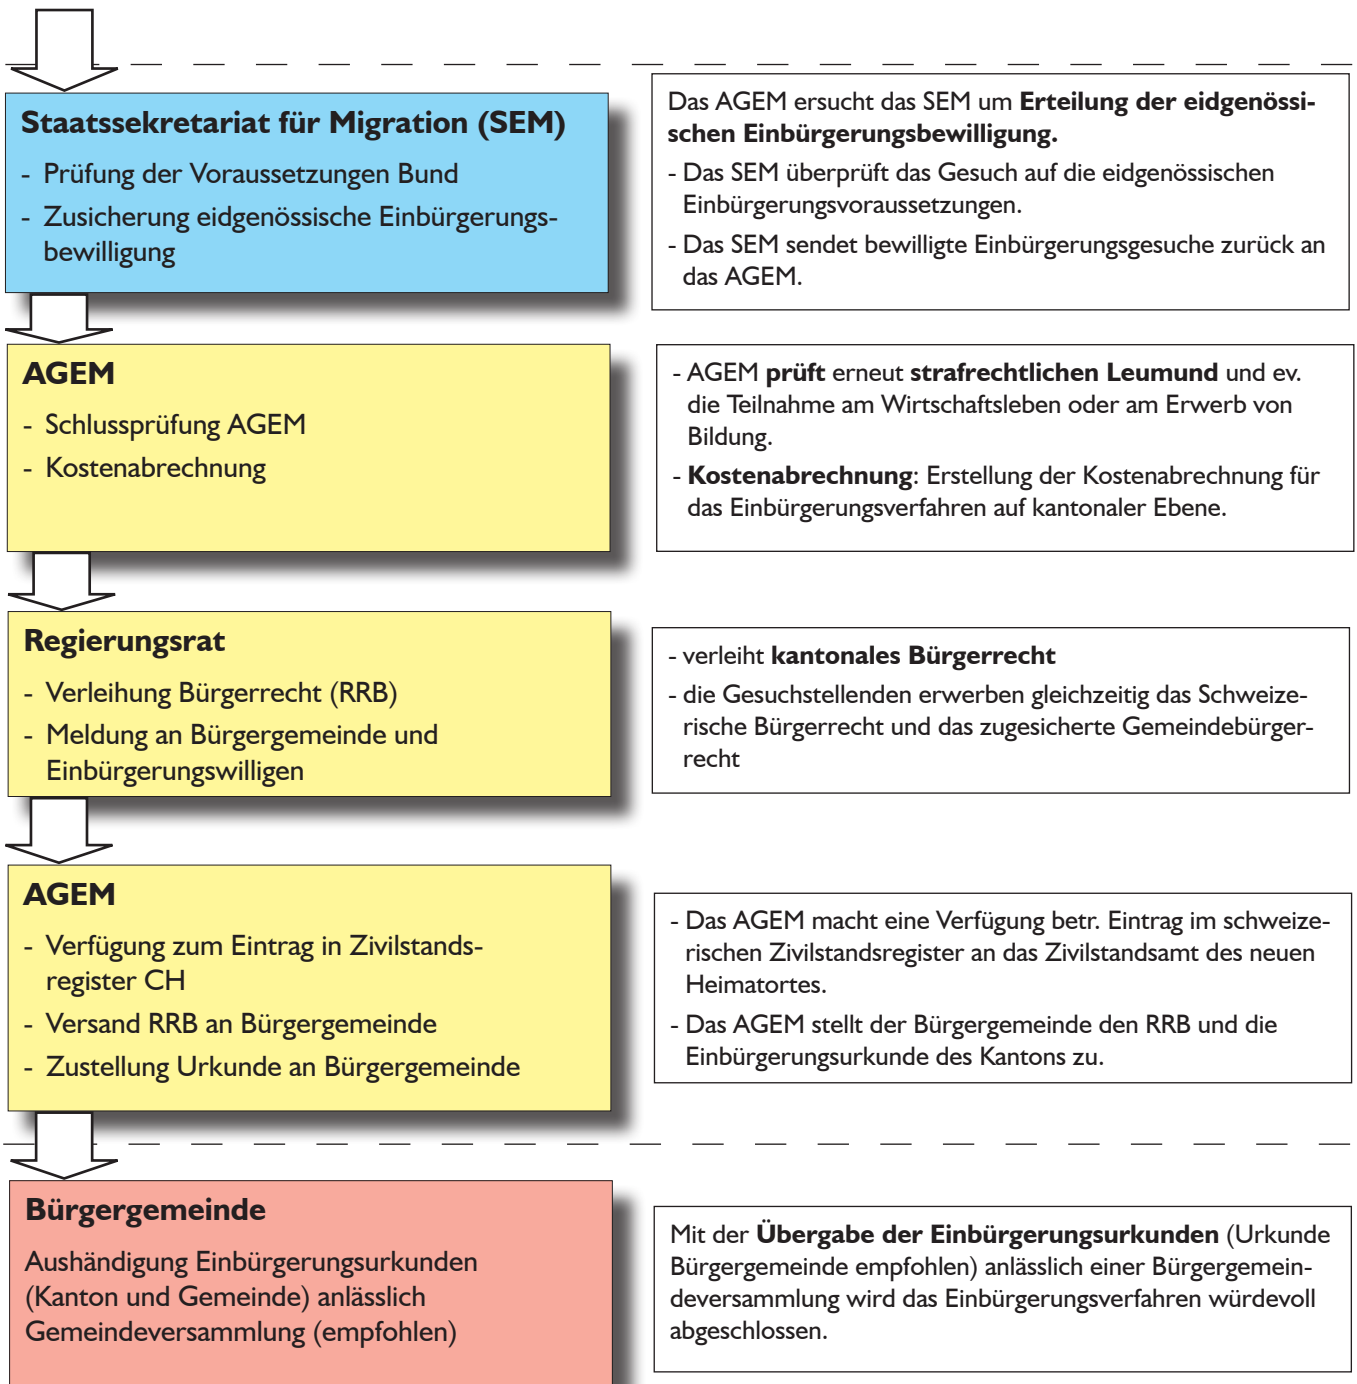 Staatssekretariat für Migration (SEM)
- Prüfung der Voraussetzungen Bund
- Zusicherung eidgenössische Einbürgerungs-
bewilligung
Das AGEM ersucht das SEM um Erteilung der eidgenössi-
schen Einbürgerungsbewilligung.
- Das SEM überprüft das Gesuch auf die eidgenössischen
Einbürgerungsvoraussetzungen.
- Das SEM sendet bewilligte Einbürgerungsgesuche zurück an
das AGEM.
AGEM
- Schlussprüfung AGEM
- Kostenabrechnung
- AGEM prüft erneut strafrechtlichen Leumund und ev.
die Teilnahme am Wirtschaftsleben oder am Erwerb von
Bildung.
- Kostenabrechnung: Erstellung der Kostenabrechnung für
das Einbürgerungsverfahren auf kantonaler Ebene.
Regierungsrat
- Verleihung Bürgerrecht (RRB)
- Meldung an Bürgergemeinde und
Einbürgerungswilligen
- verleiht kantonales Bürgerrecht
- die Gesuchstellenden erwerben gleichzeitig das Schweize-
rische Bürgerrecht und das zugesicherte Gemeindebürger-
recht
AGEM
- Verfügung zum Eintrag in Zivilstands-
register CH
- Versand RRB an Bürgergemeinde
- Zustellung Urkunde an Bürgergemeinde
- Das AGEM macht eine Verfügung betr. Eintrag im schweize-
rischen Zivilstandsregister an das Zivilstandsamt des neuen
Heimatortes.
- Das AGEM stellt der Bürgergemeinde den RRB und die
Einbürgerungsurkunde des Kantons zu.
Bürgergemeinde
Aushändigung Einbürgerungsurkunden
(Kanton und Gemeinde) anlässlich
Gemeindeversammlung (empfohlen)
Mit der Übergabe der Einbürgerungsurkunden (Urkunde
Bürgergemeinde empfohlen) anlässlich einer Bürgergemein-
deversammlung wird das Einbürgerungsverfahren würdevoll
abgeschlossen.